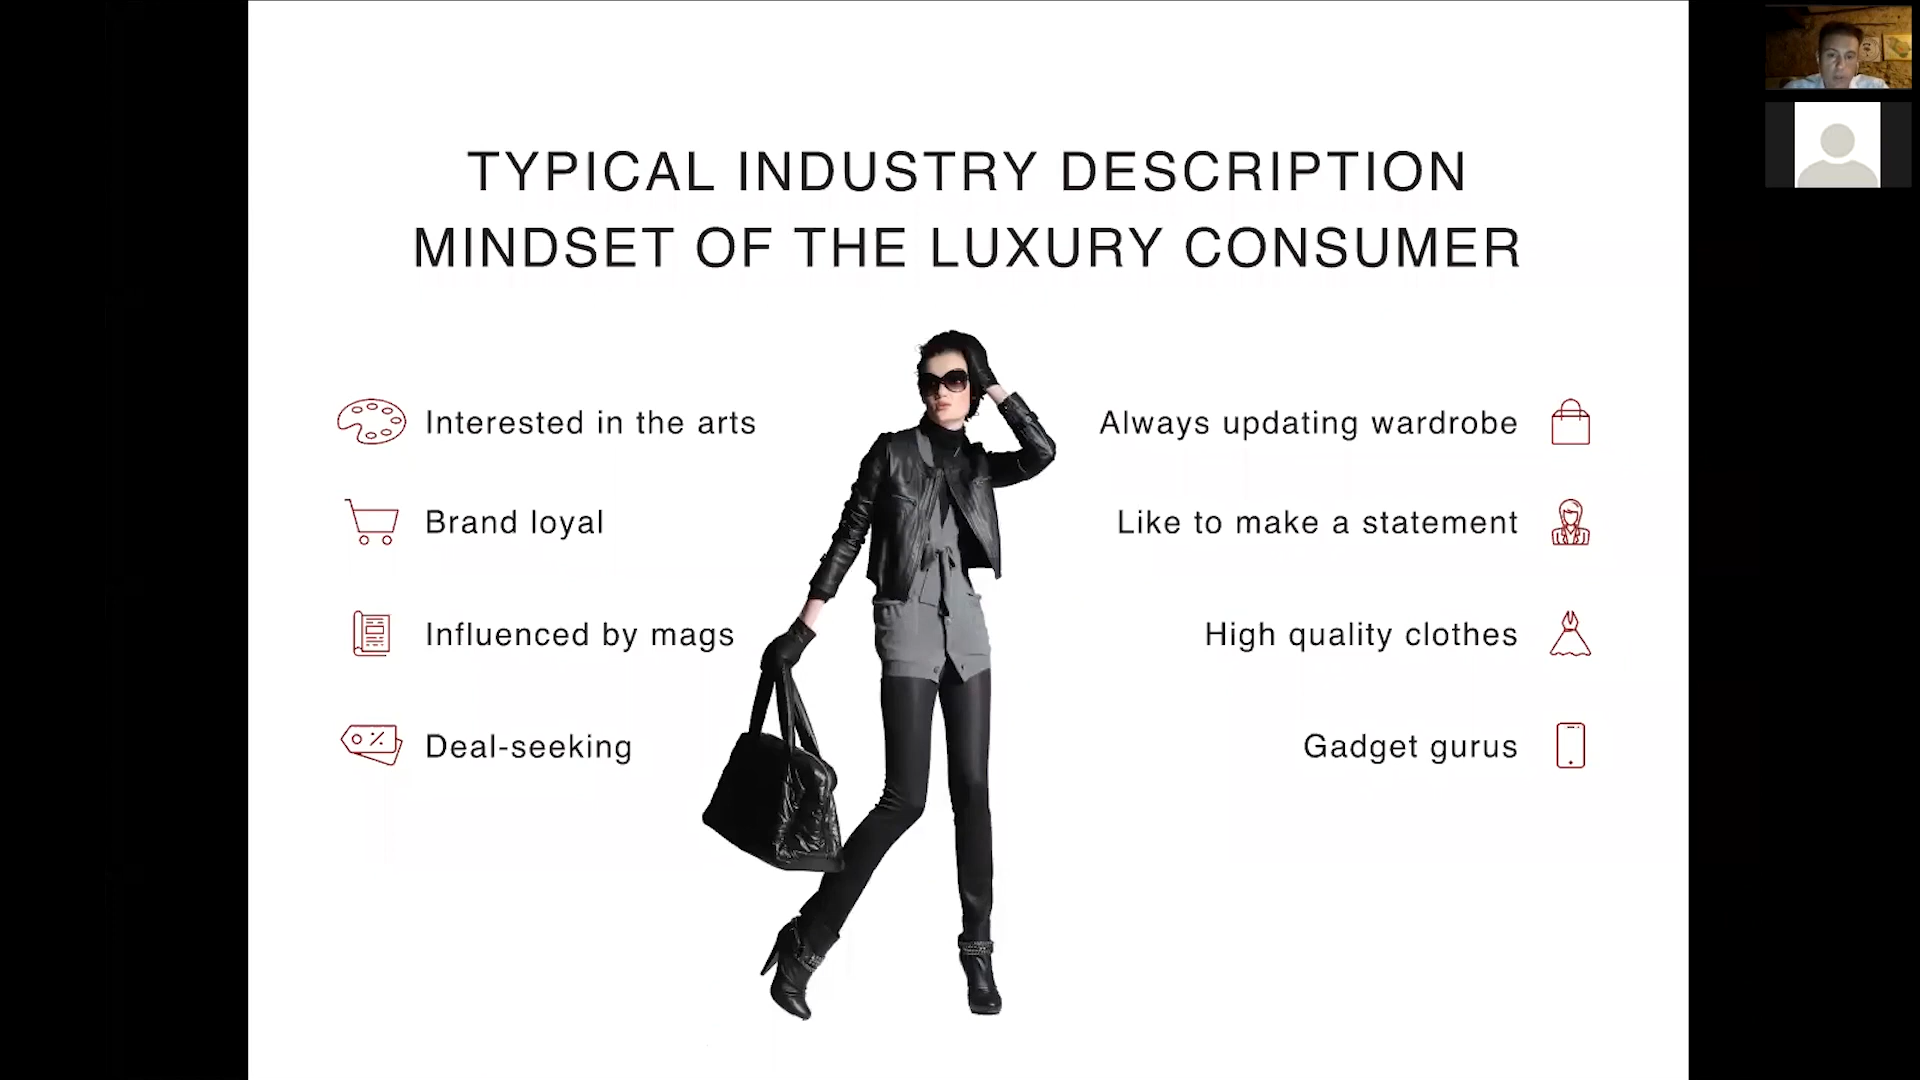 TYPICAL INDUSTRY DESCRIPTION
MINDSET OF THE LUXURY CONSUMER
Interested in the arts
Brand loyal
Influenced by mags
Deal-seeking
Always updating wardrobe
Like to make a statement
High quality clothes
Gadget gurus